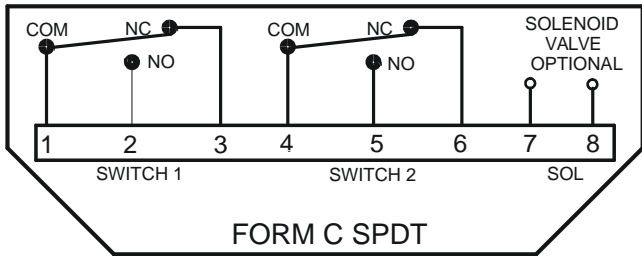 COM NC NO
COM NC NO
SOLENOID
VALVE
OPTIONAL
1 2 3 4 5 6 7 8
SWITCH 1 SWITCH 2 SOL
FORM C SPDT